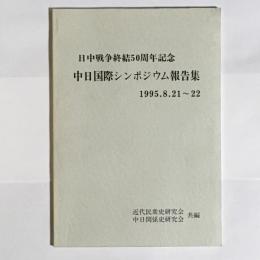 日中戦争終結50周年記念
中日国際シンポジウム報告集
1995.8.21～22
近代民衆史研究会
中日関係史研究会 共編